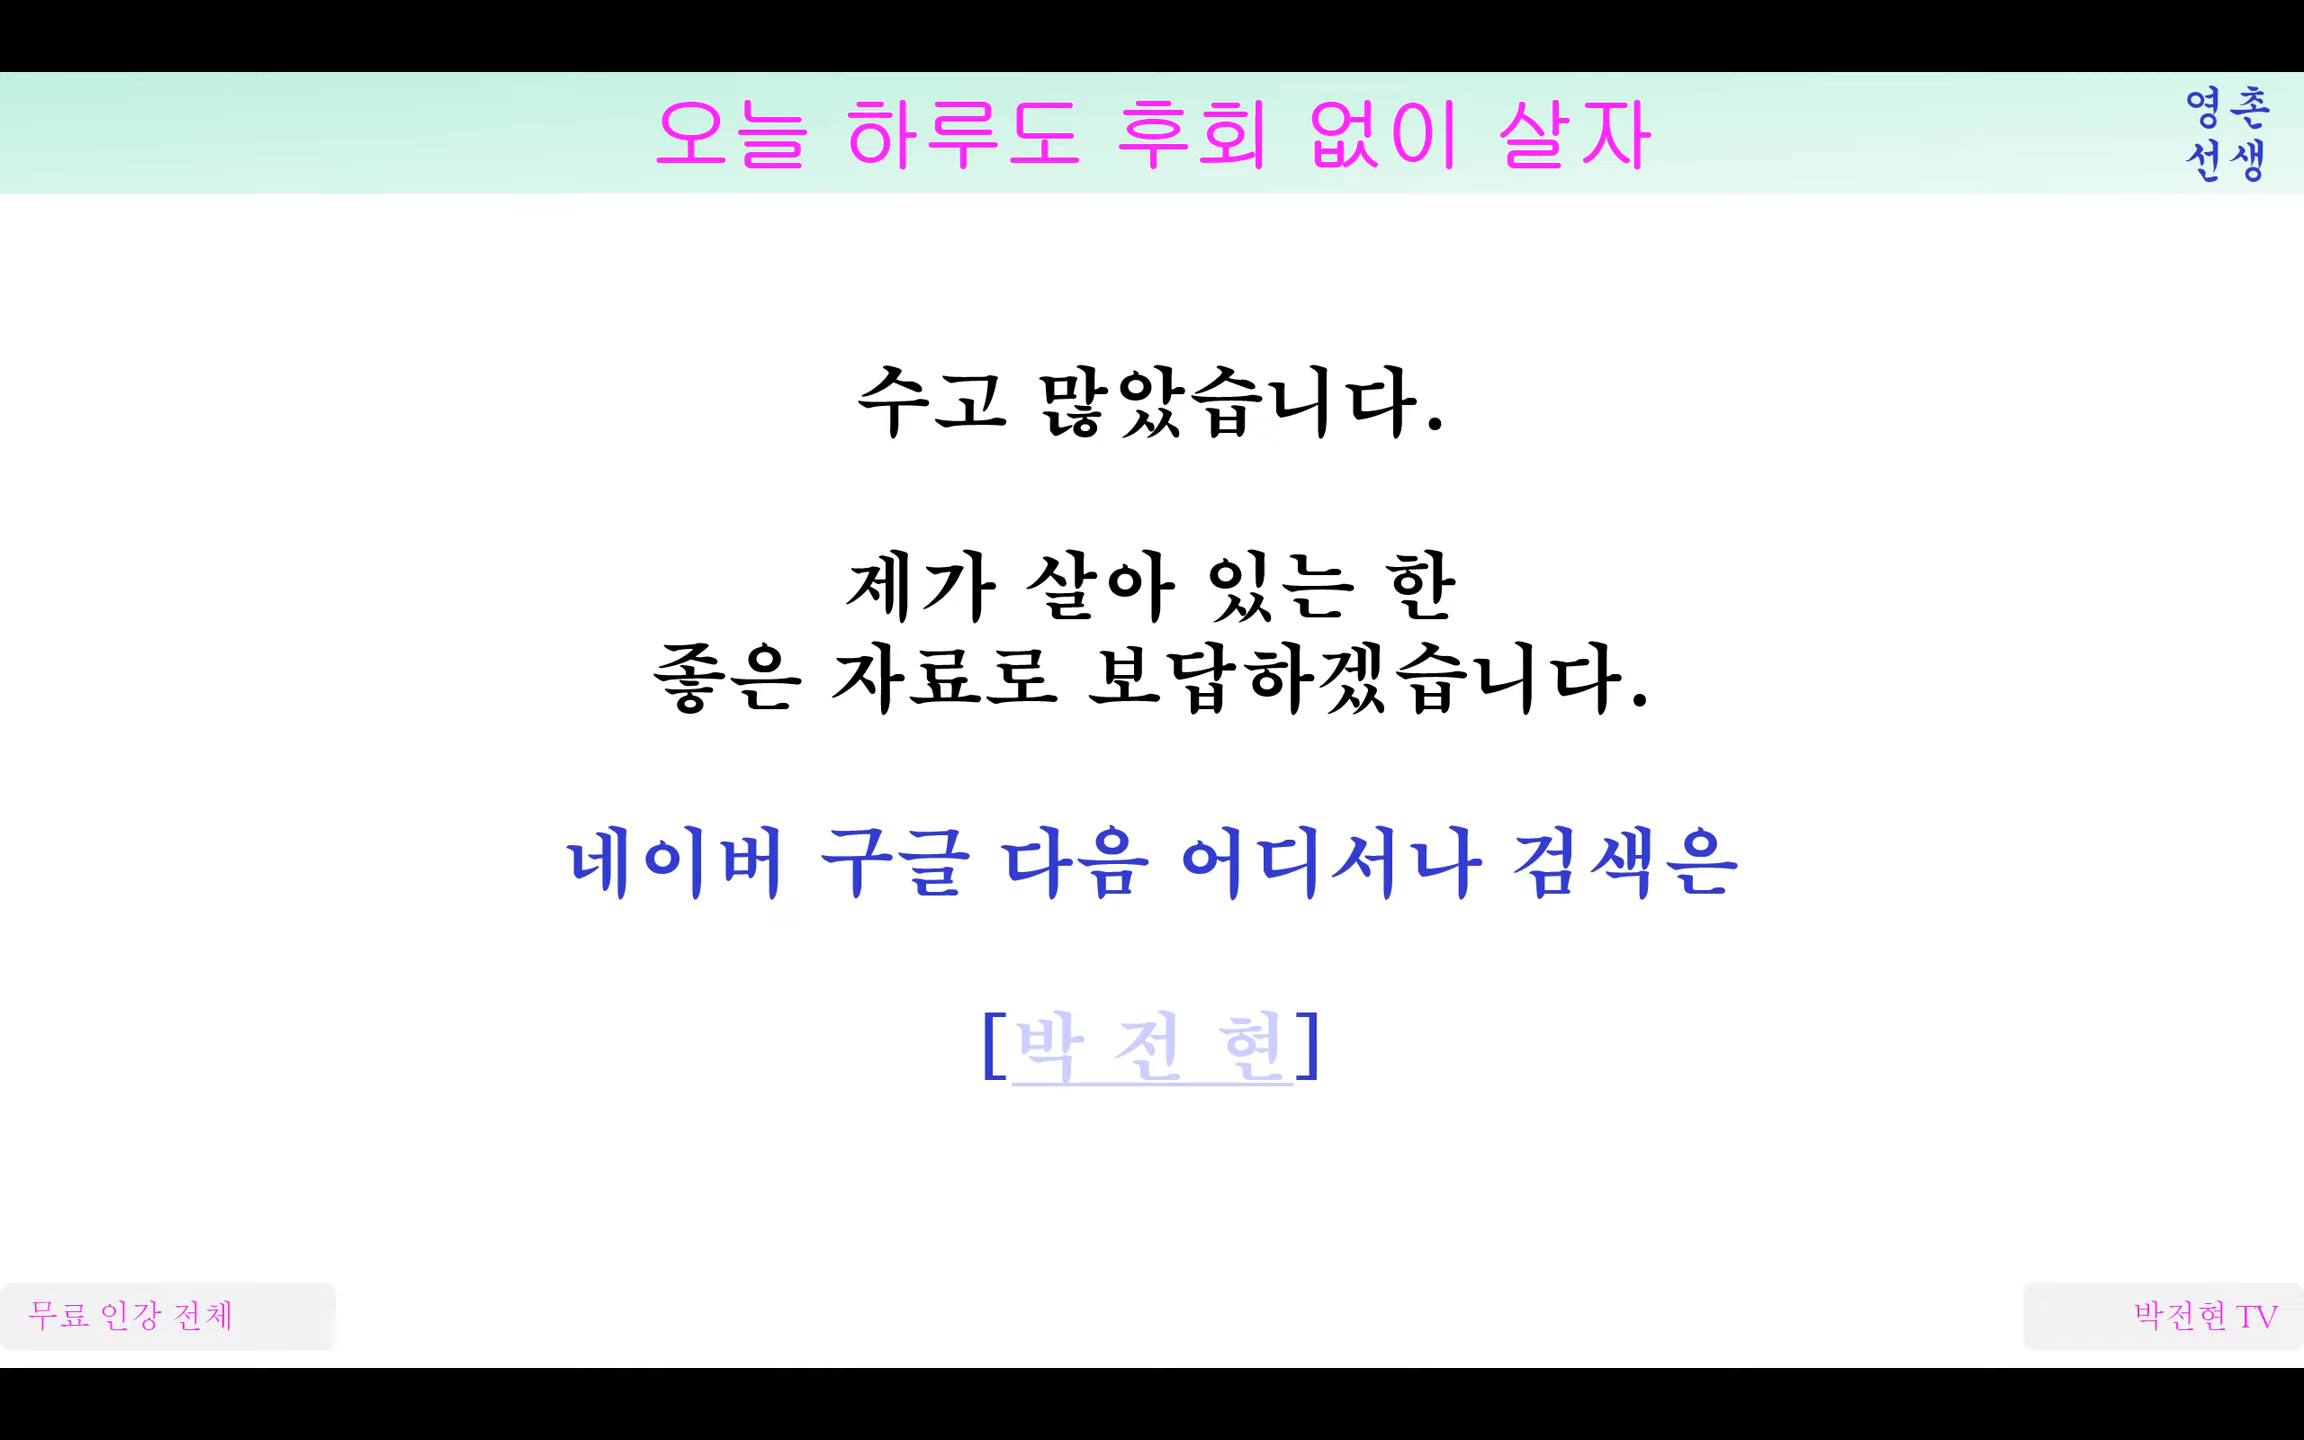 오늘 하루도 후회 없이 살자
영촌
선생
수고 많았습니다.
제가 살아 있는 한
좋은 자료로 보답하겠습니다.
네이버 구글 다음 어디서나 검색은
[박 전 현]
무료 인강 전체
박전현 TV